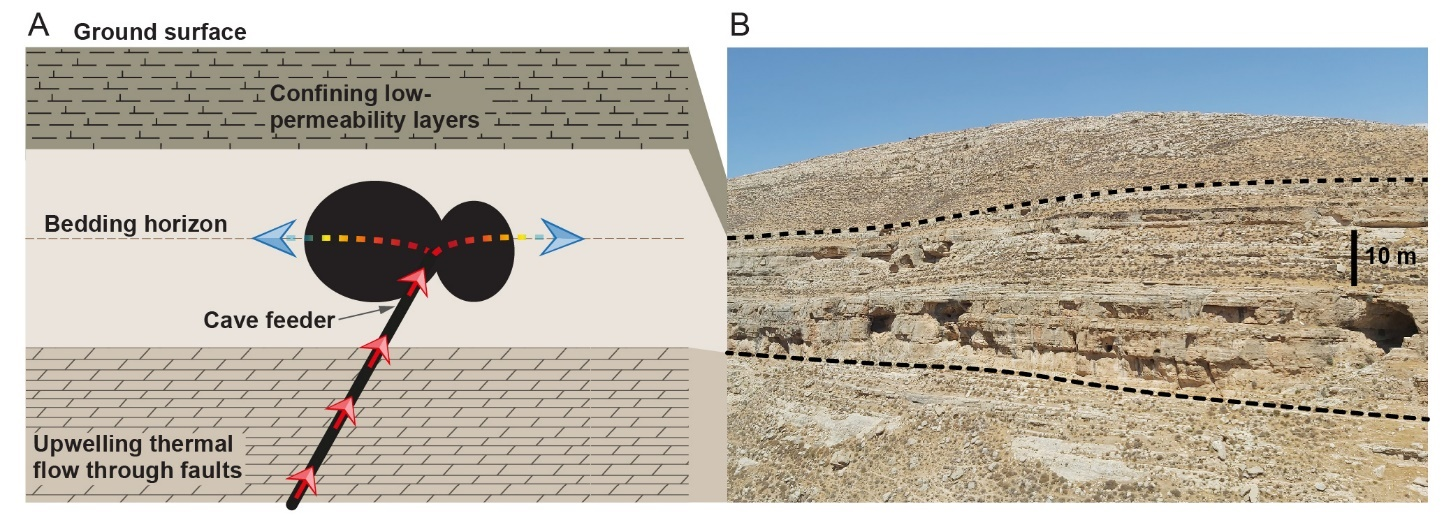 A
Ground surface
Confining low-
permeability layers
Bedding horizon
Cave feeder
Upwelling thermal
flow through faults
B
10 m